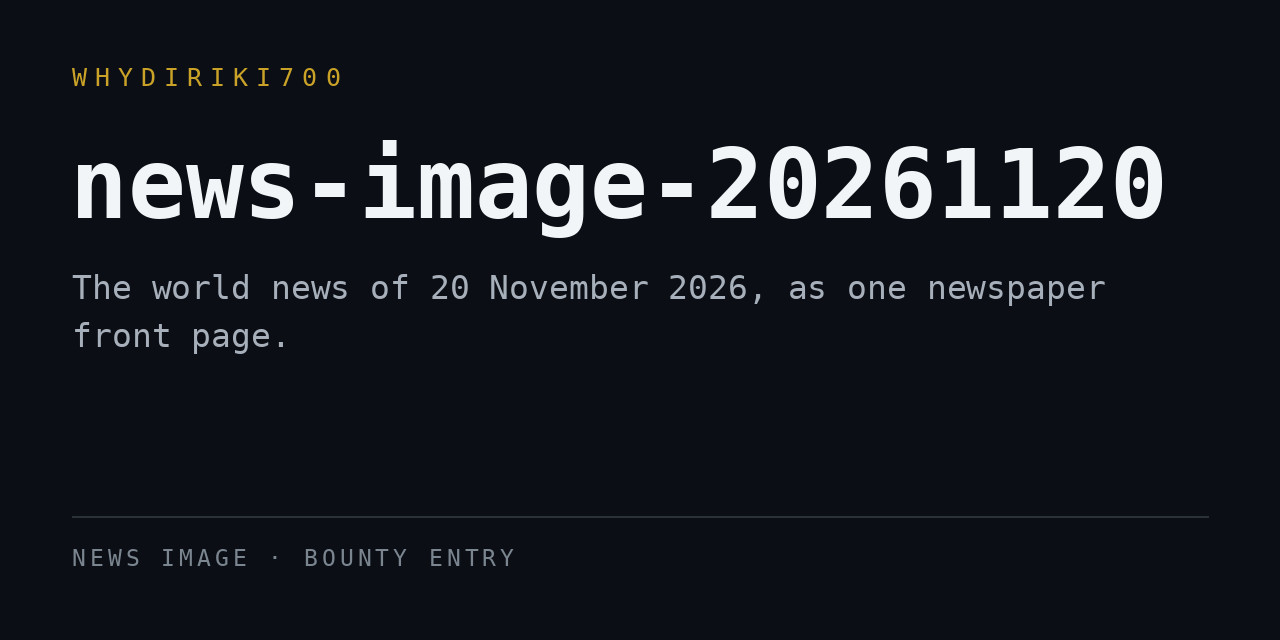 WHYDIRIKI700
news-image-20261120
The world news of 20 November 2026, as one newspaper
front page.
NEWS IMAGE · BOUNTY ENTRY